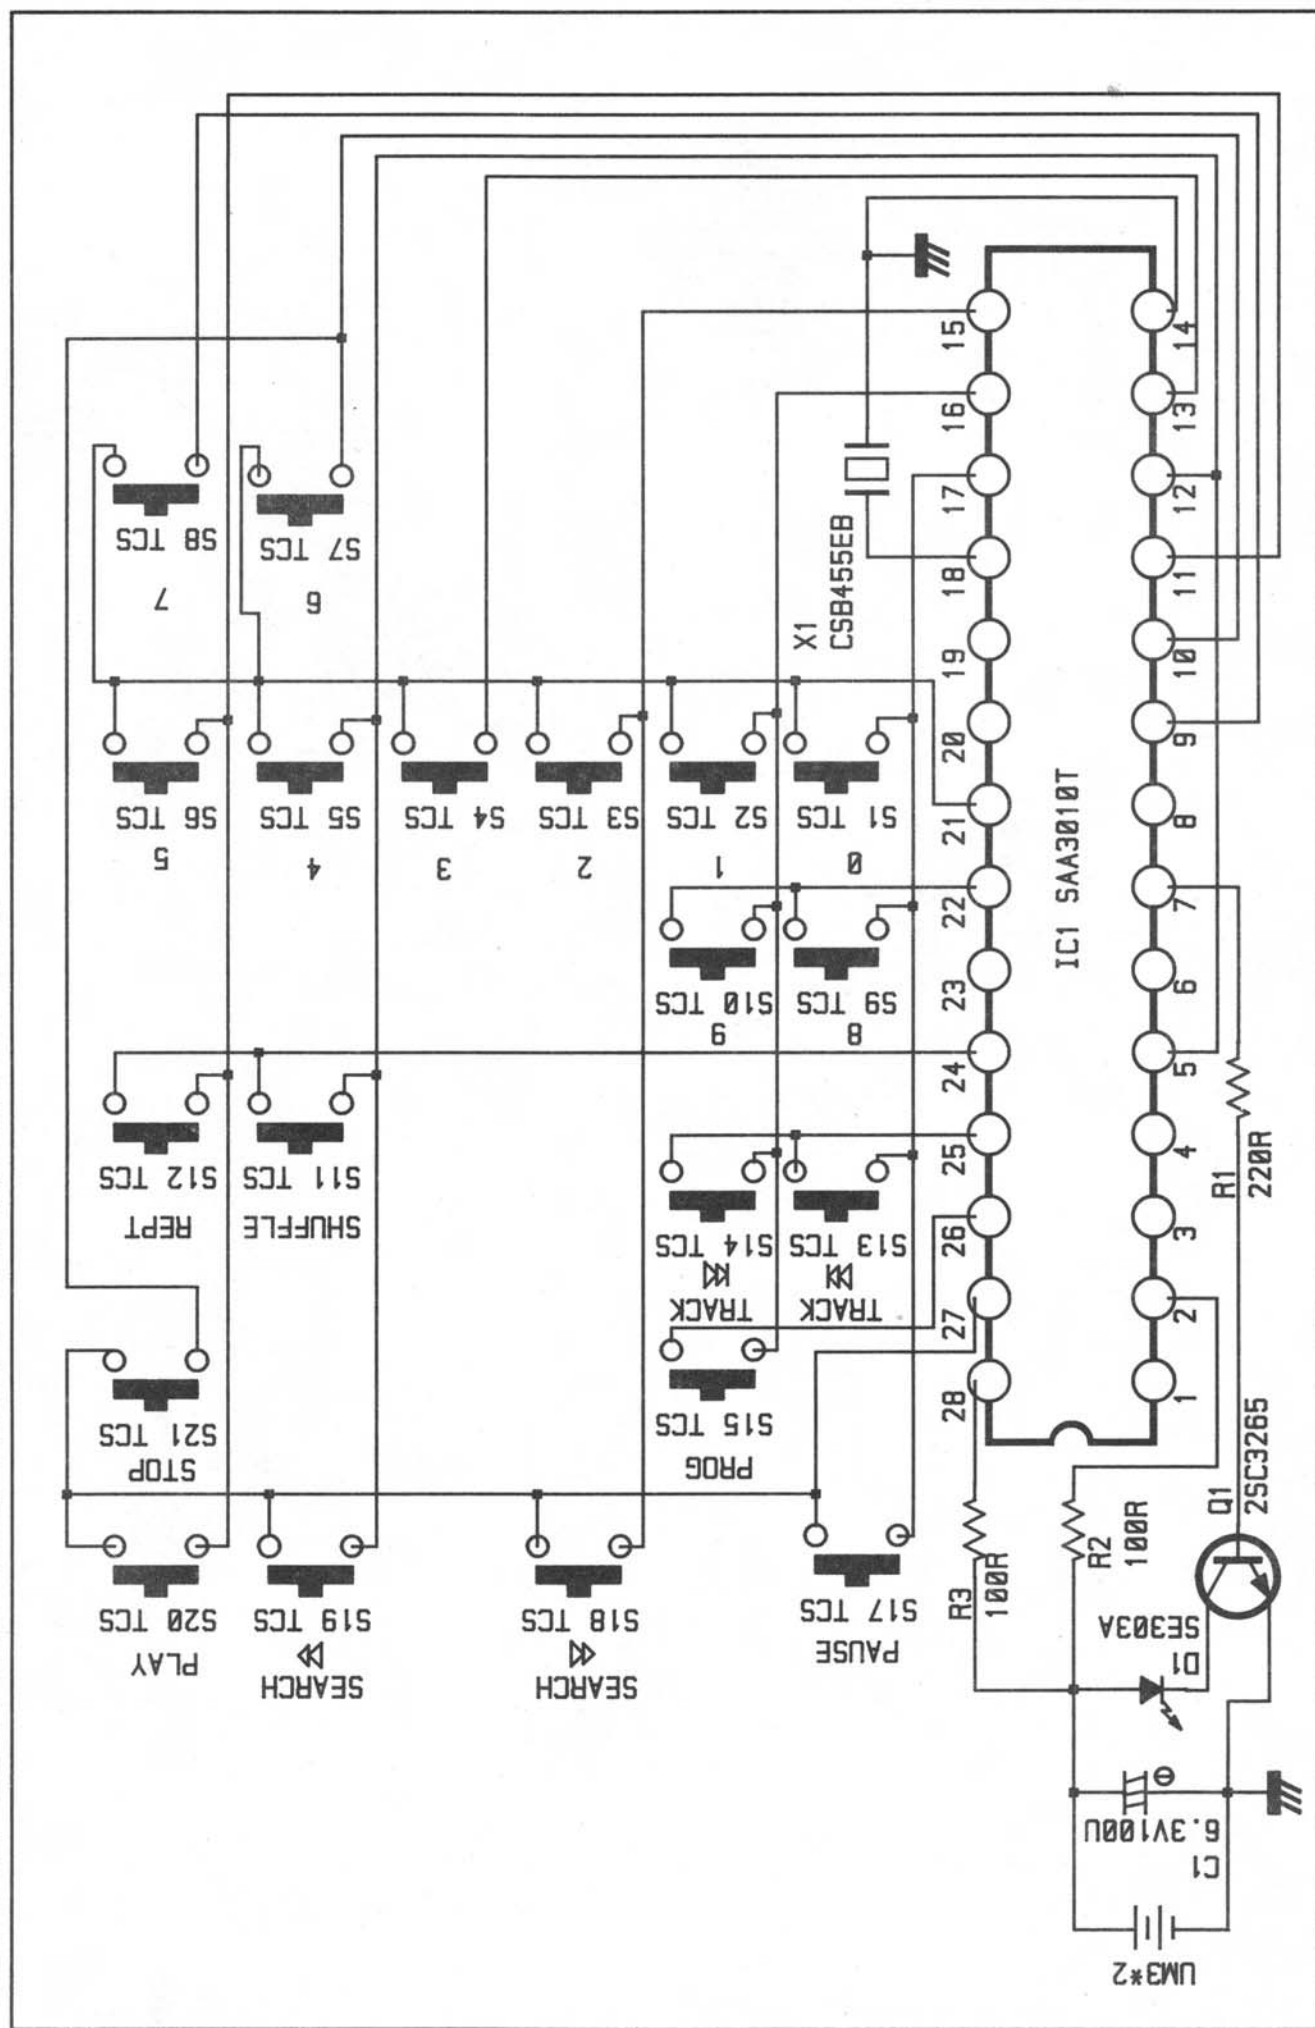 S8 TCS
7
S7 TCS
6
S6 TCS
5
S5 TCS
4
S4 TCS
3
S3 TCS
2
S2 TCS
1
S1 TCS
0
S10 TCS
9
S9 TCS
8
S12 TCS
REPT
S11 TCS
SHUFFLE
S14 TCS
TRACK
S13 TCS
TRACK
S21 TCS
STOP
S15 TCS
PROG
S20 TCS
PLAY
S19 TCS
SEARCH
S18 TCS
SEARCH
S17 TCS
PAUSE
X1
CSB455EB
15
16
17
18
19
20
21
22
23
24
25
26
27
28
IC1 SAA3010T
14
13
12
11
10
9
8
7
6
5
4
3
2
1
R1
220R
R2
100R
R3
100R
Q1
2SC3265
D1
SE303A
C1
6.3V100U
UM3*2